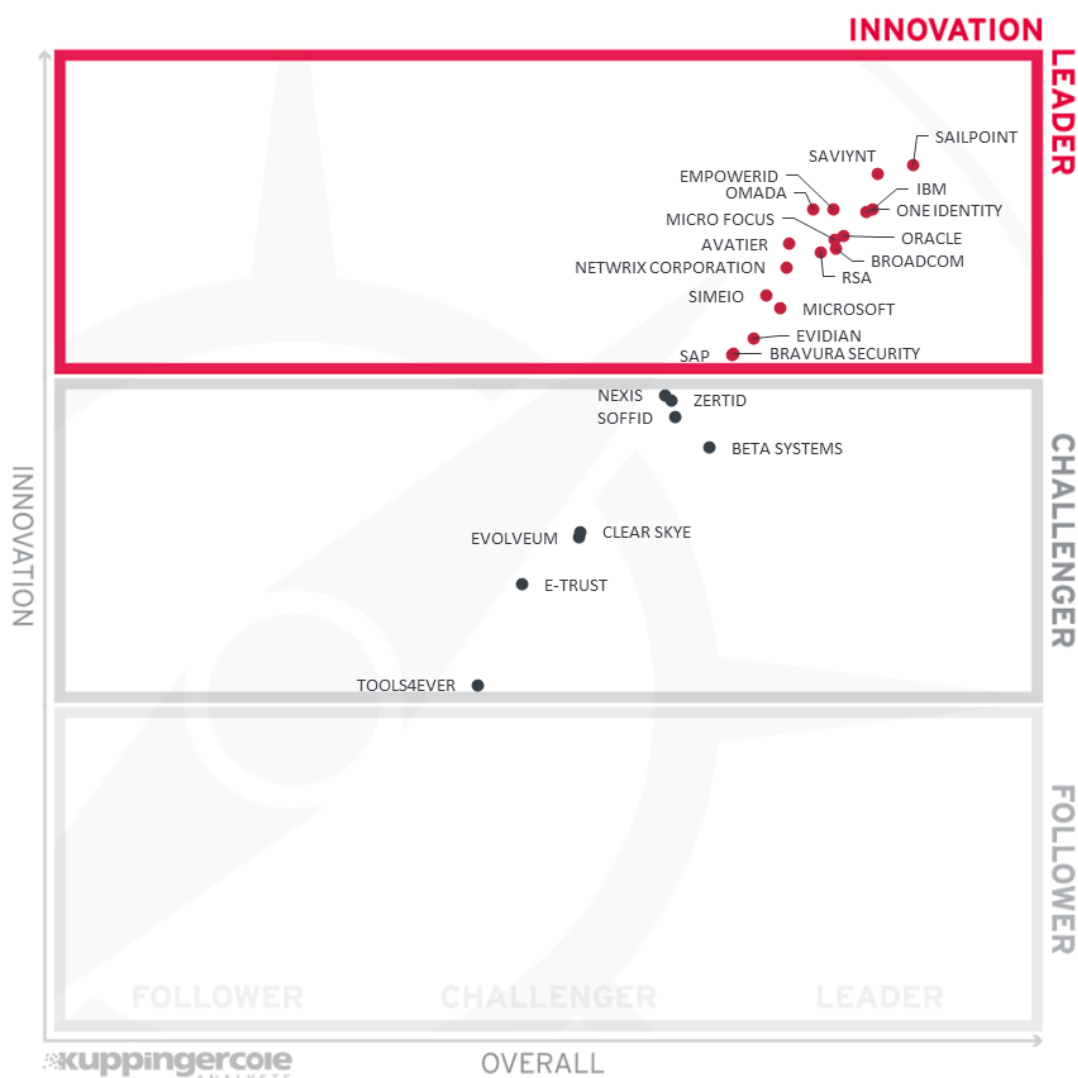 INNOVATION
LEADER
SAILPOINT
SAVIYNT
EMPOWERID
IBM
OMADA
ONE IDENTITY
MICRO FOCUS
ORACLE
AVATIER
BROADCOM
NETWRIX CORPORATION
RSA
SIMEIO
MICROSOFT
EVIDIAN
SAP
BRAVURA SECURITY
NEXIS
ZERTID
SOFFID
BETA SYSTEMS
CHALLENGER
INNOVATION
CLEAR SKYE
EVOLVEUM
E-TRUST
TOOLS4EVER
FOLLOWER
FOLLOWER CHALLENGER LEADER
kuppingercole
ANALYSTS
OVERALL